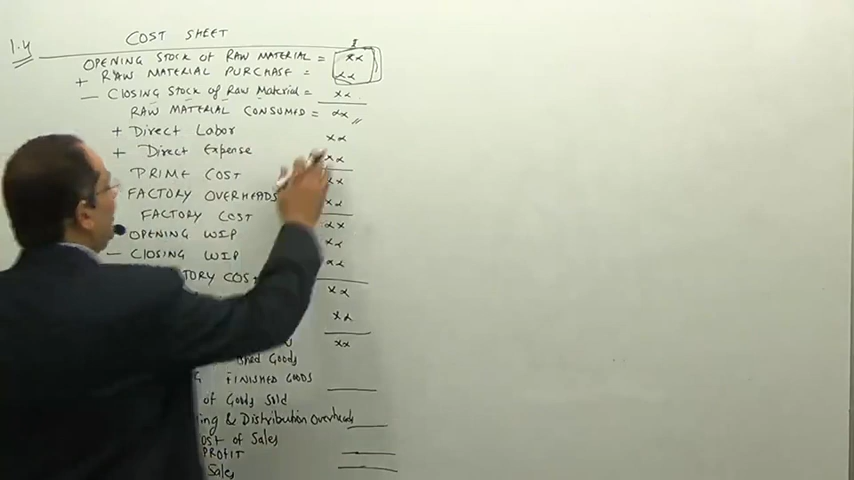 1.4
COST SHEET
OPENING STOCK of RAW MATERIAL = xx
+ RAW MATERIAL PURCHASE = xx
— CLOSING STOCK of Raw Material = xx
RAW MATERIAL CONSUMED = xx
+ Direct Labor xx
+ Direct Expense xx
PRIME COST xx
FACTORY OVERHEADS xx
FACTORY COST xx
OPENING WIP xx
— CLOSING WIP xx
COST xx
xx
xx
Goods
FINISHED GOODS
of Goods Sold
& Distribution Overheads
of Sales
PROFIT
Sales